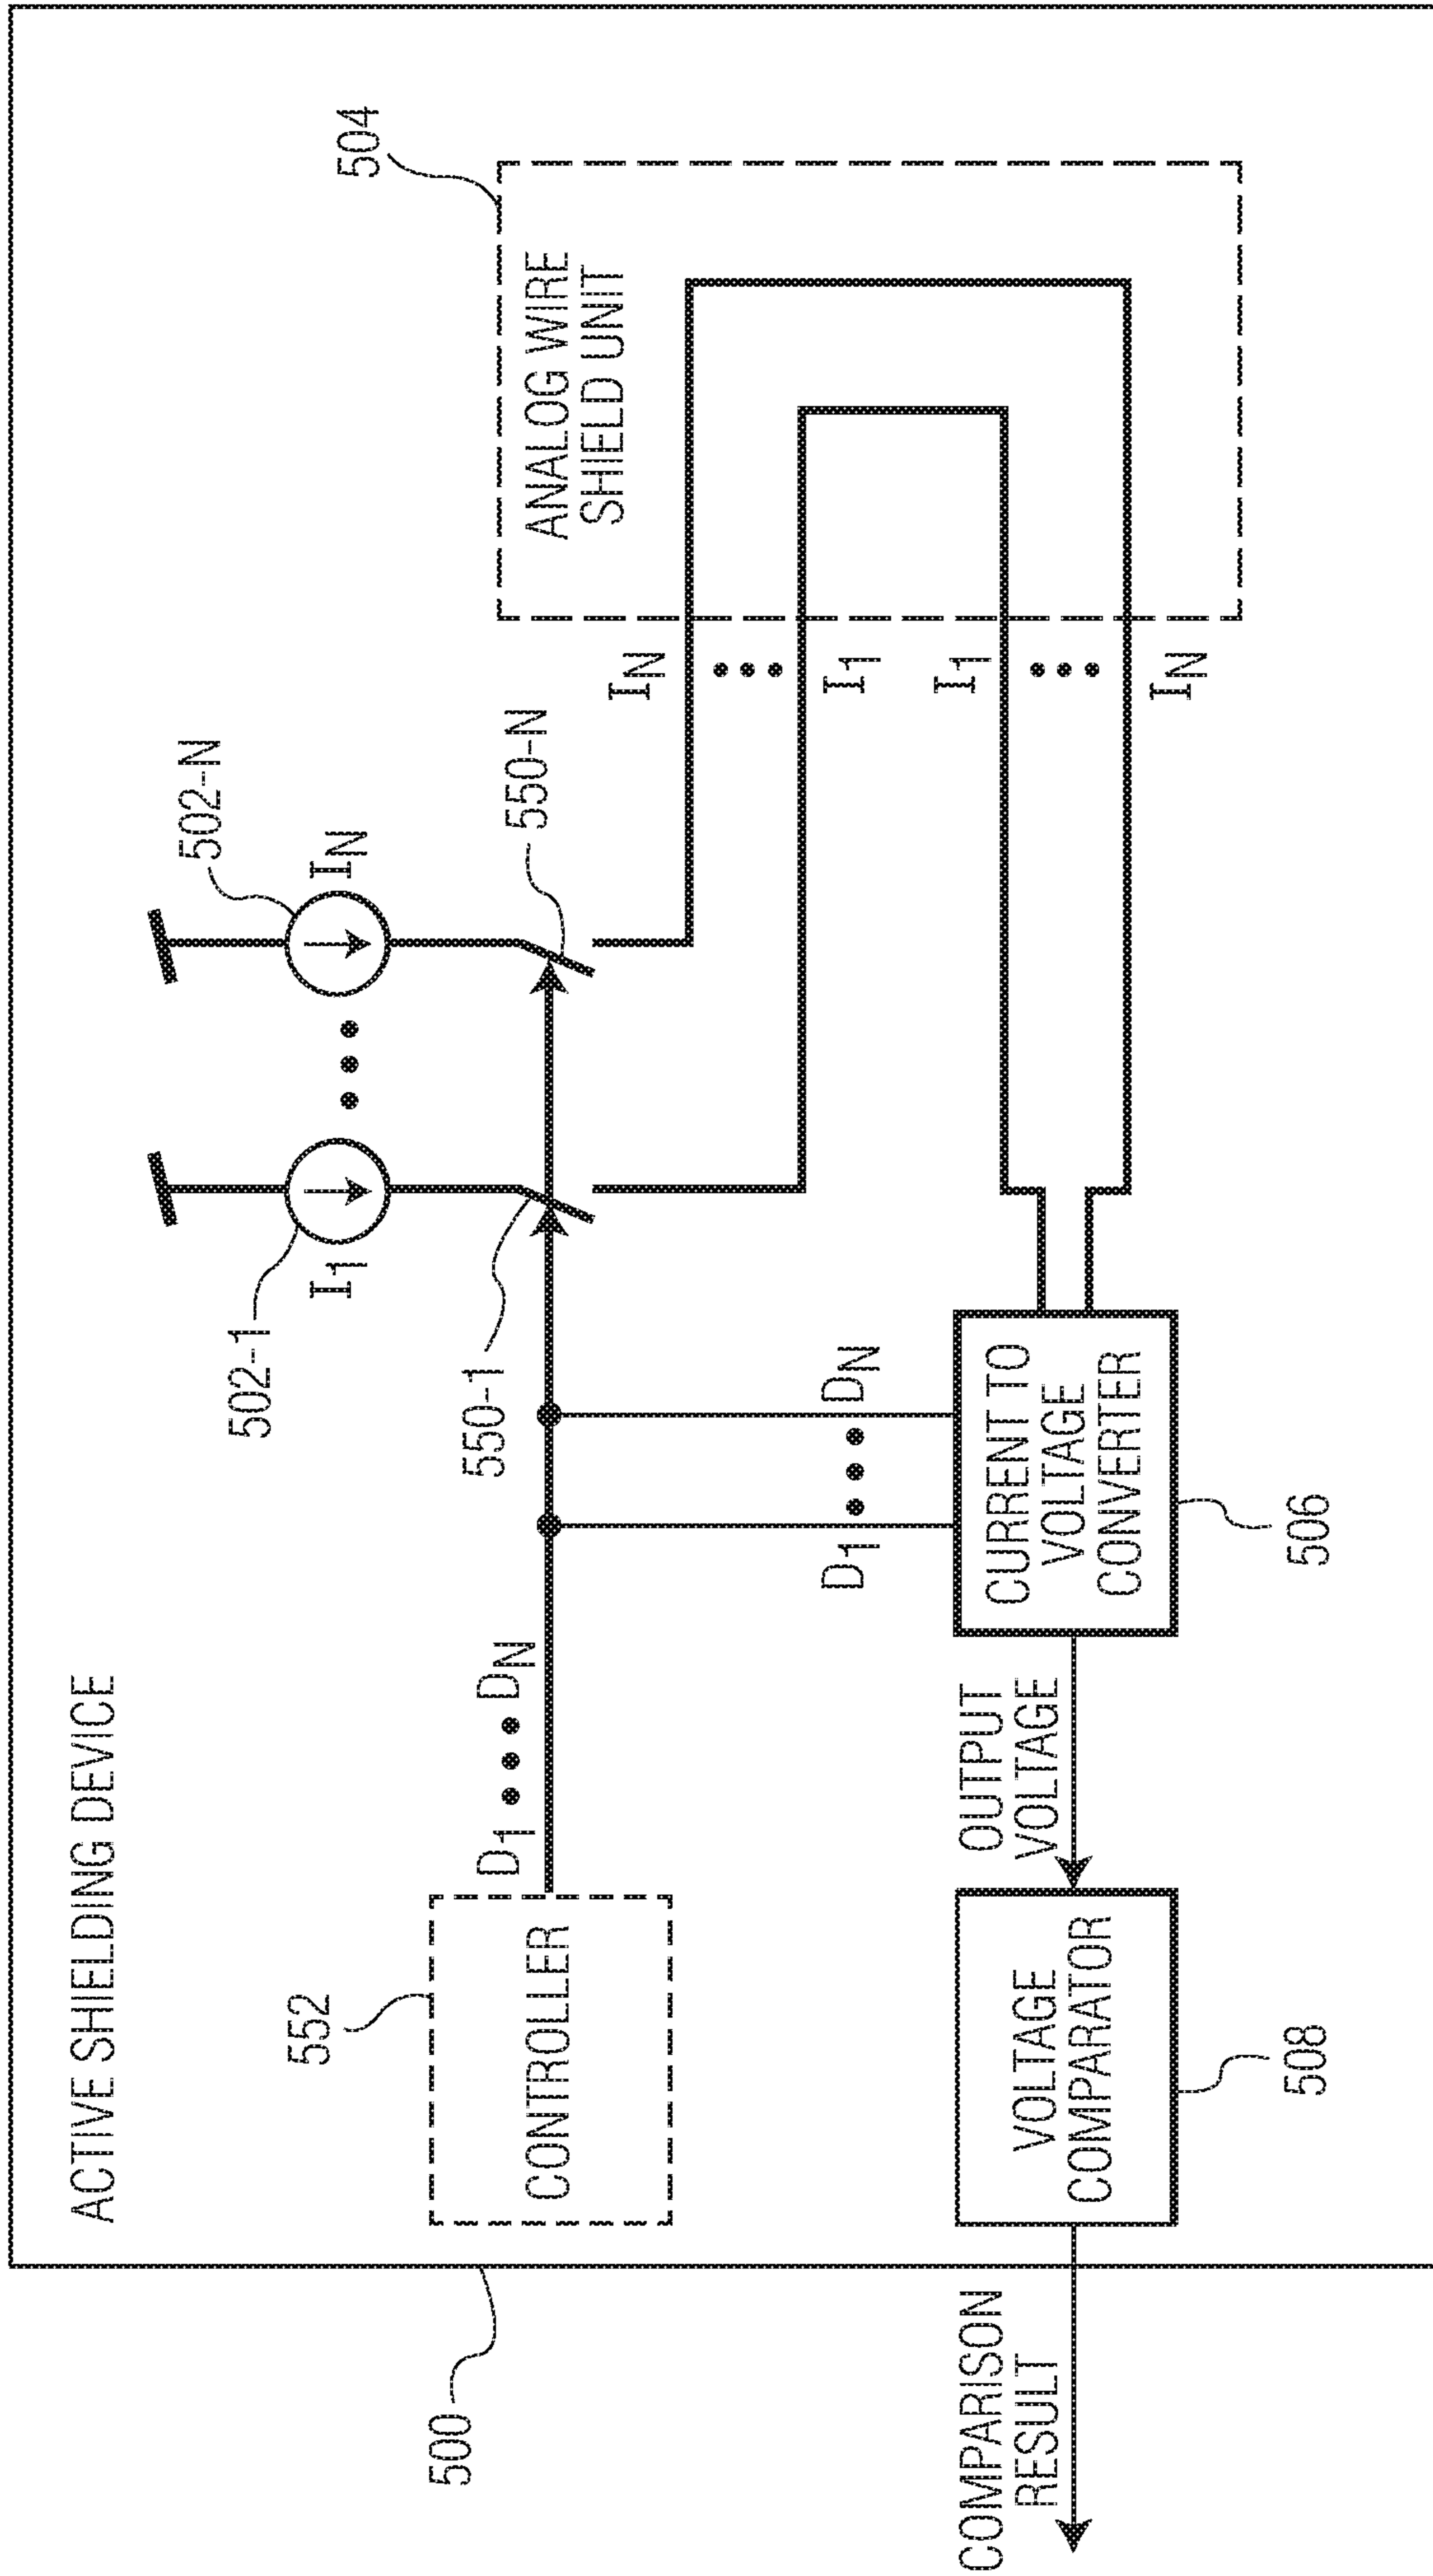 ACTIVE SHIELDING DEVICE
500
502-1
I1
502-N
IN
504
ANALOG WIRE
SHIELD UNIT
552
CONTROLLER
D1 ••• DN
550-1
550-N
IN
•••
I1
I1
•••
IN
D1 ••• DN
CURRENT TO
VOLTAGE
CONVERTER
506
OUTPUT
VOLTAGE
VOLTAGE
COMPARATOR
508
COMPARISON
RESULT